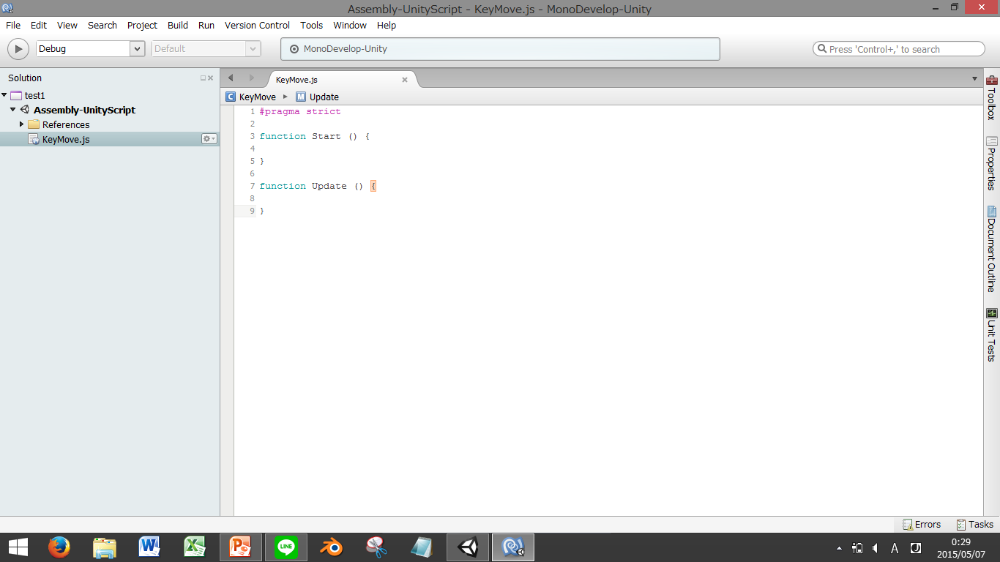 Assembly-UnityScript - KeyMove.js - MonoDevelop-Unity
File Edit View Search Project Build Run Version Control Tools Window Help
Debug Default MonoDevelop-Unity Press 'Control+,' to search
Solution
test1
Assembly-UnityScript
References
KeyMove.js
KeyMove.js
KeyMove Update
1 #pragma strict
2
3 function Start () {
4
5 }
6
7 function Update () {
8
9 }
Toolbox
Properties
Document Outline
Unit Tests
Errors Tasks
LINE
A
0:29
2015/05/07